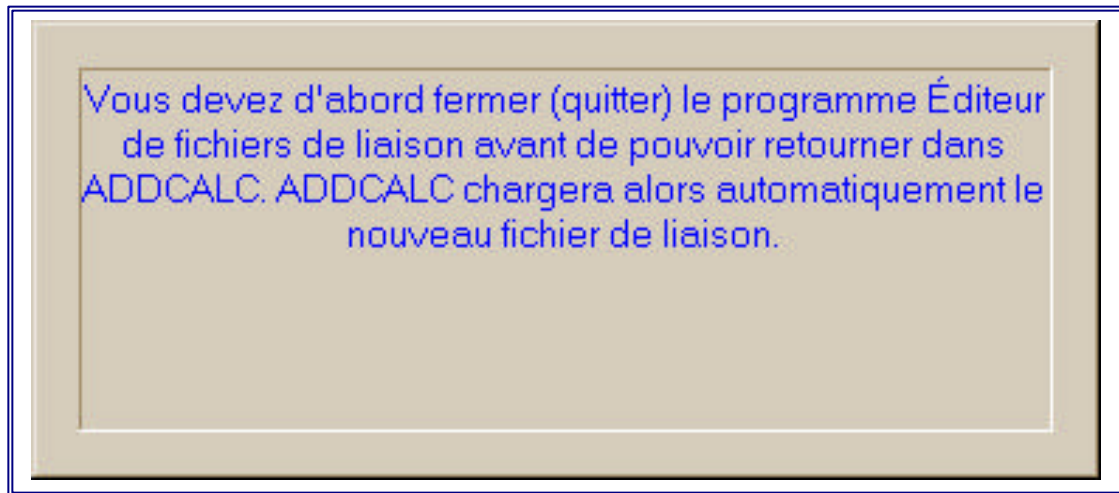 Vous devez d'abord fermer (quitter) le programme Éditeur
de fichiers de liaison avant de pouvoir retourner dans
ADDCALC. ADDCALC chargera alors automatiquement le
nouveau fichier de liaison.